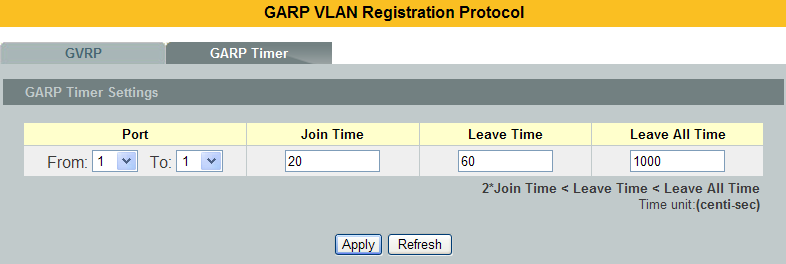 GARP VLAN Registration Protocol
GVRP GARP Timer
GARP Timer Settings
Port Join Time Leave Time Leave All Time
From: 1 To: 1 20 60 1000
2*Join Time < Leave Time < Leave All Time
Time unit:(centi-sec)
Apply Refresh